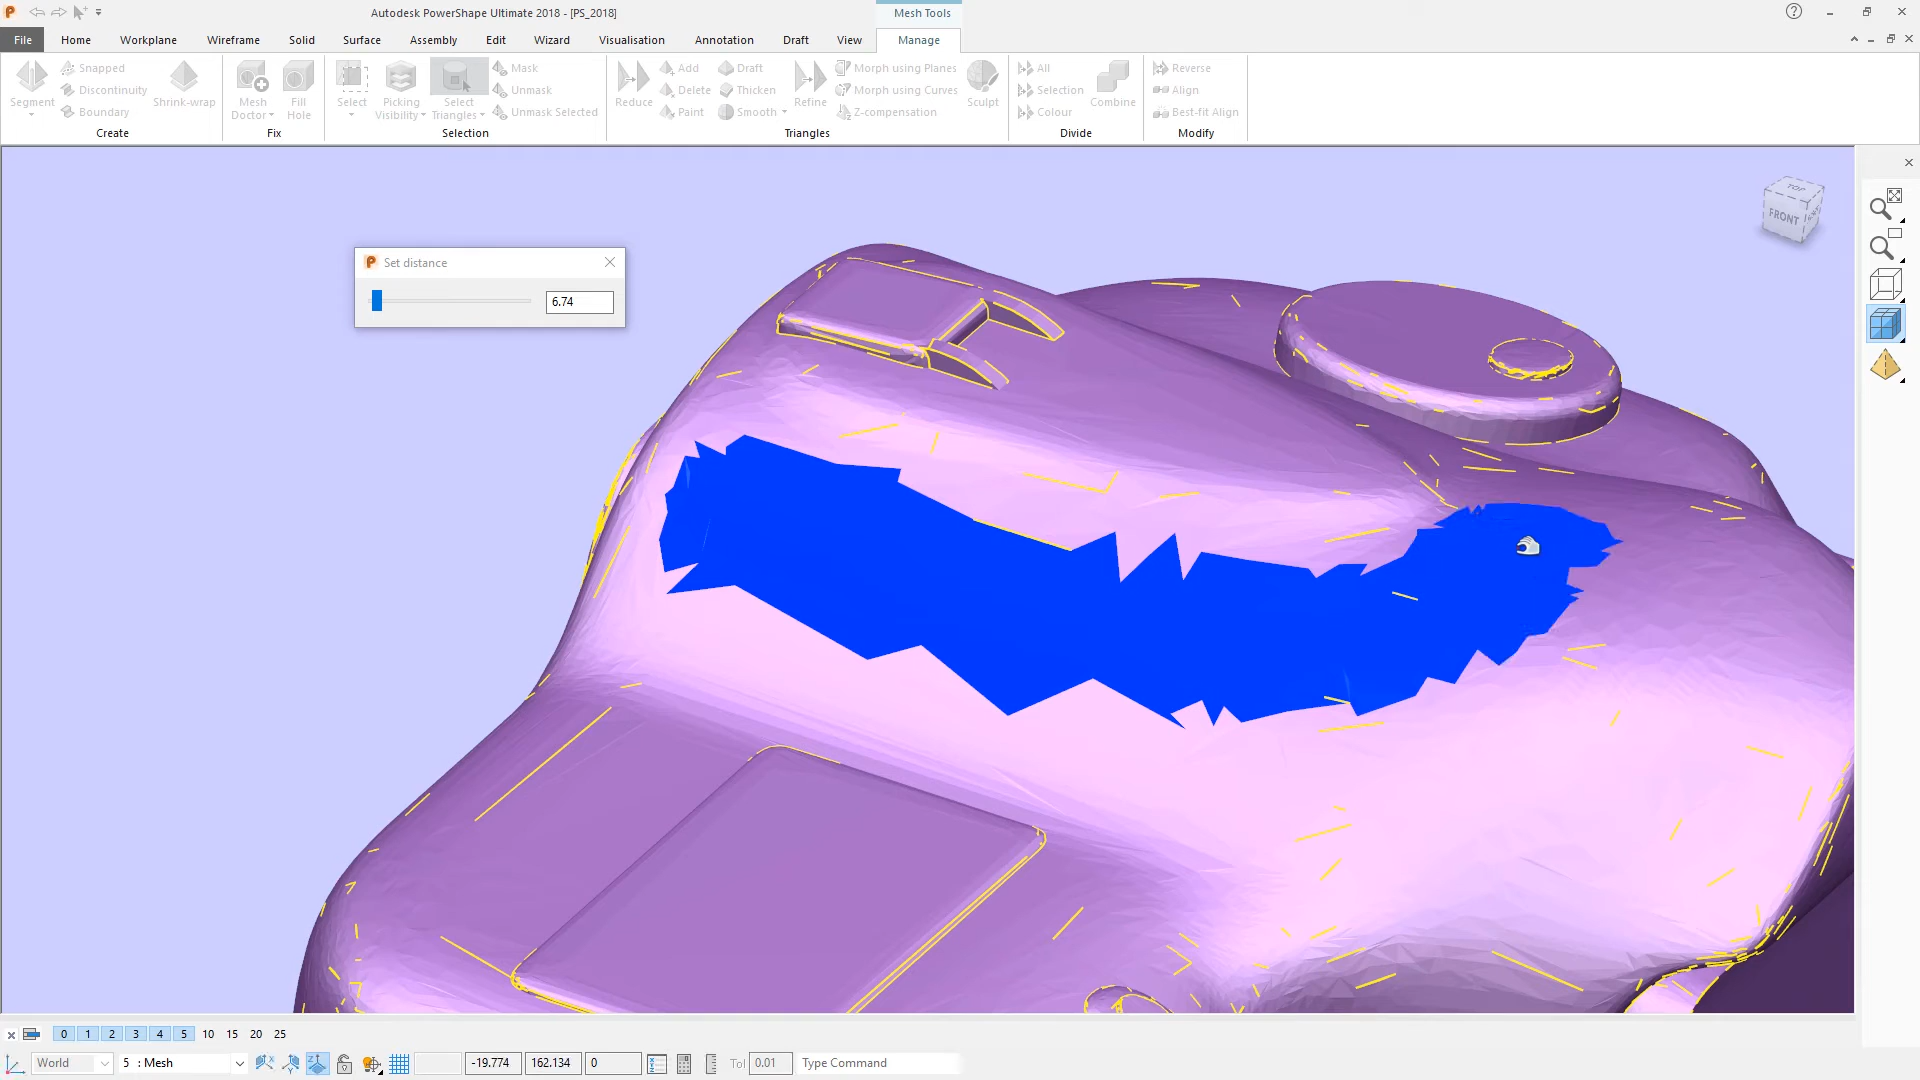 Autodesk PowerShape Ultimate 2018 - [PS_2018]
Mesh Tools
File Home Workplane Wireframe Solid Surface Assembly Edit Wizard Visualisation Annotation Draft View Manage
Segment
Snapped
Discontinuity
Boundary
Shrink-wrap
Create
Mesh Doctor
Fill Hole
Fix
Select
Picking Visibility
Select Triangles
Mask
Unmask
Unmask Selected
Selection
Reduce
Add
Delete
Paint
Draft
Thicken
Smooth
Refine
Morph using Planes
Morph using Curves
Z-compensation
Sculpt
Triangles
All
Selection
Colour
Combine
Divide
Reverse
Align
Best-fit Align
Modify
Set distance
6.74
TOP
FRONT
0 1 2 3 4 5 10 15 20 25
World 5 : Mesh -19.774 162.134 0 Tol 0.01 Type Command